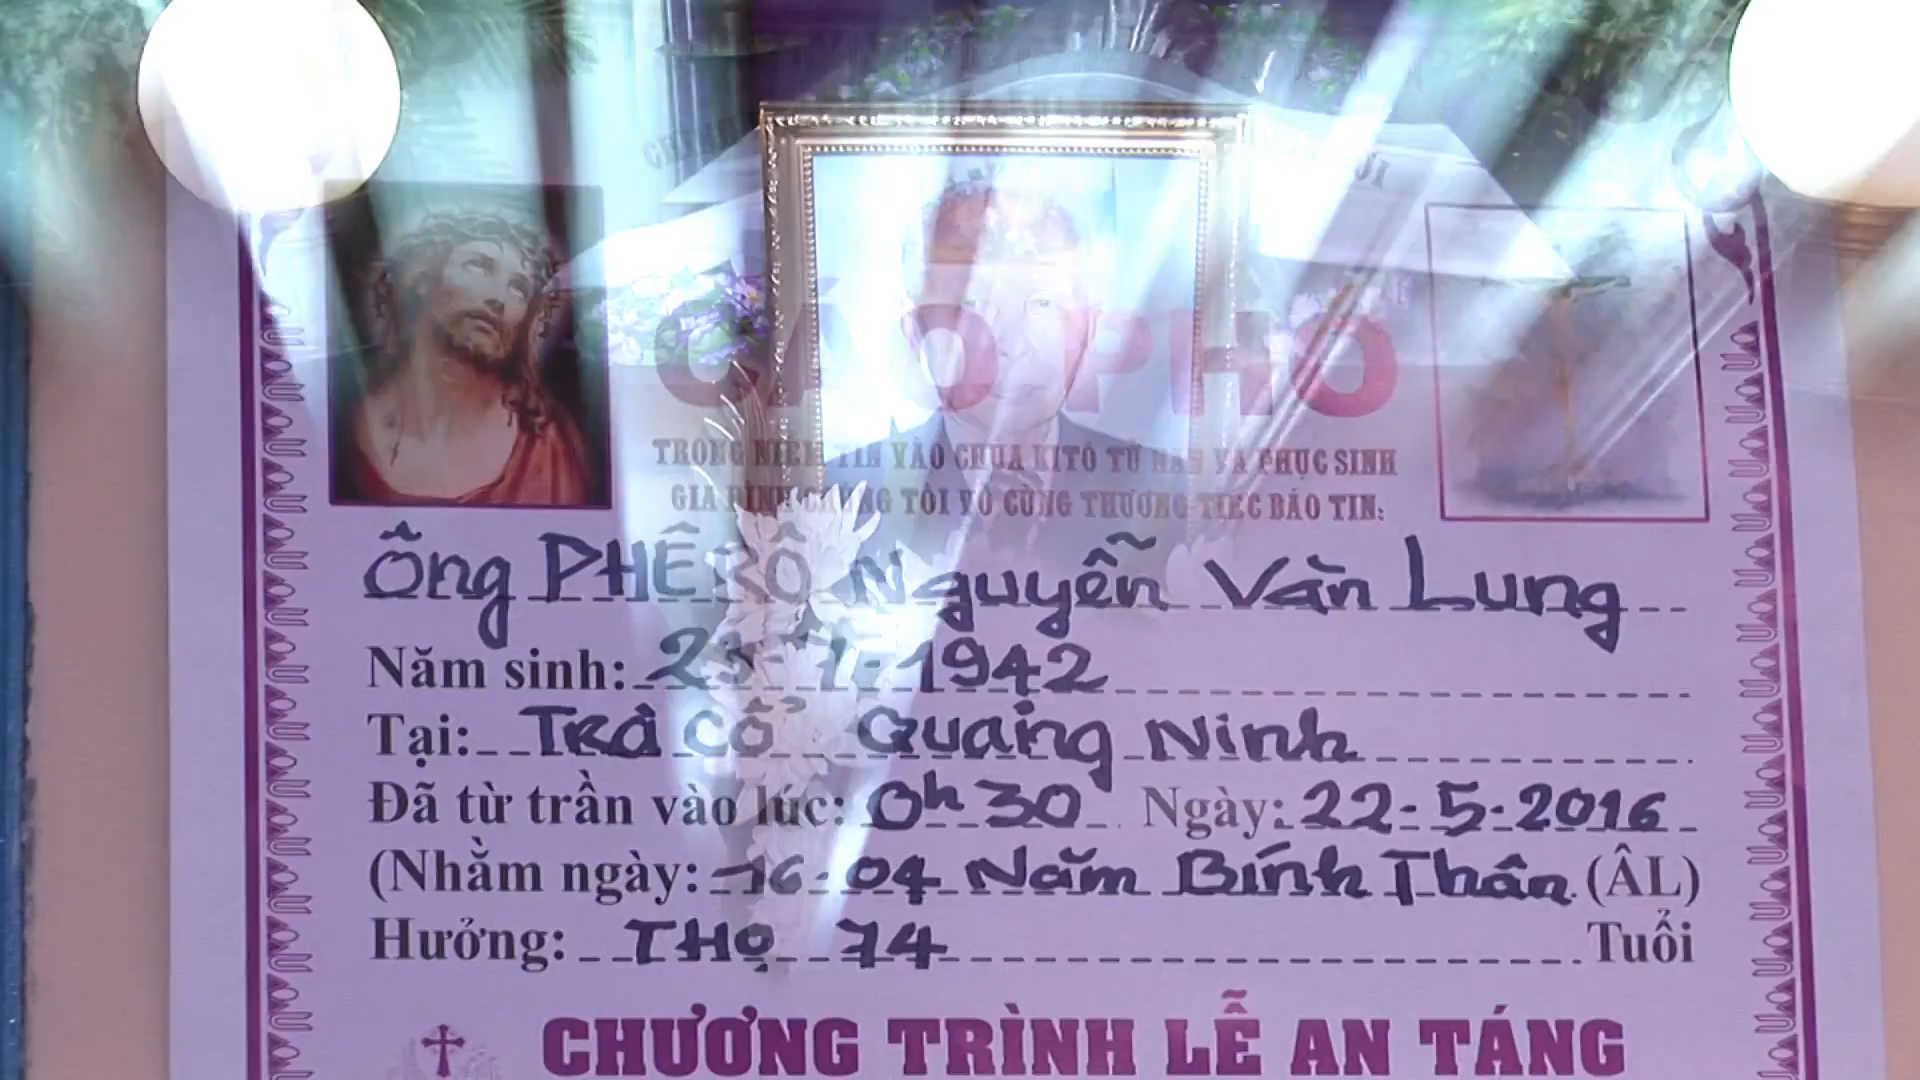 CÁO PHÓ
TRONG NIỀM TIN VÀO CHÚA KITÔ TỬ NẠN VÀ PHỤC SINH
GIA ĐÌNH CHÚNG TÔI VÔ CÙNG THƯƠNG TIẾC BÁO TIN:
Ông PHÊRÔ Nguyễn Văn Lung
Năm sinh: 25-7-1942
Tại: TRÀ CỔ Quảng Ninh
Đã từ trần vào lúc: 0h30 Ngày: 22-5-2016
(Nhằm ngày: 16-04 Năm Bính Thân (ÂL)
Hưởng: THỌ 74 Tuổi
CHƯƠNG TRÌNH LỄ AN TÁNG